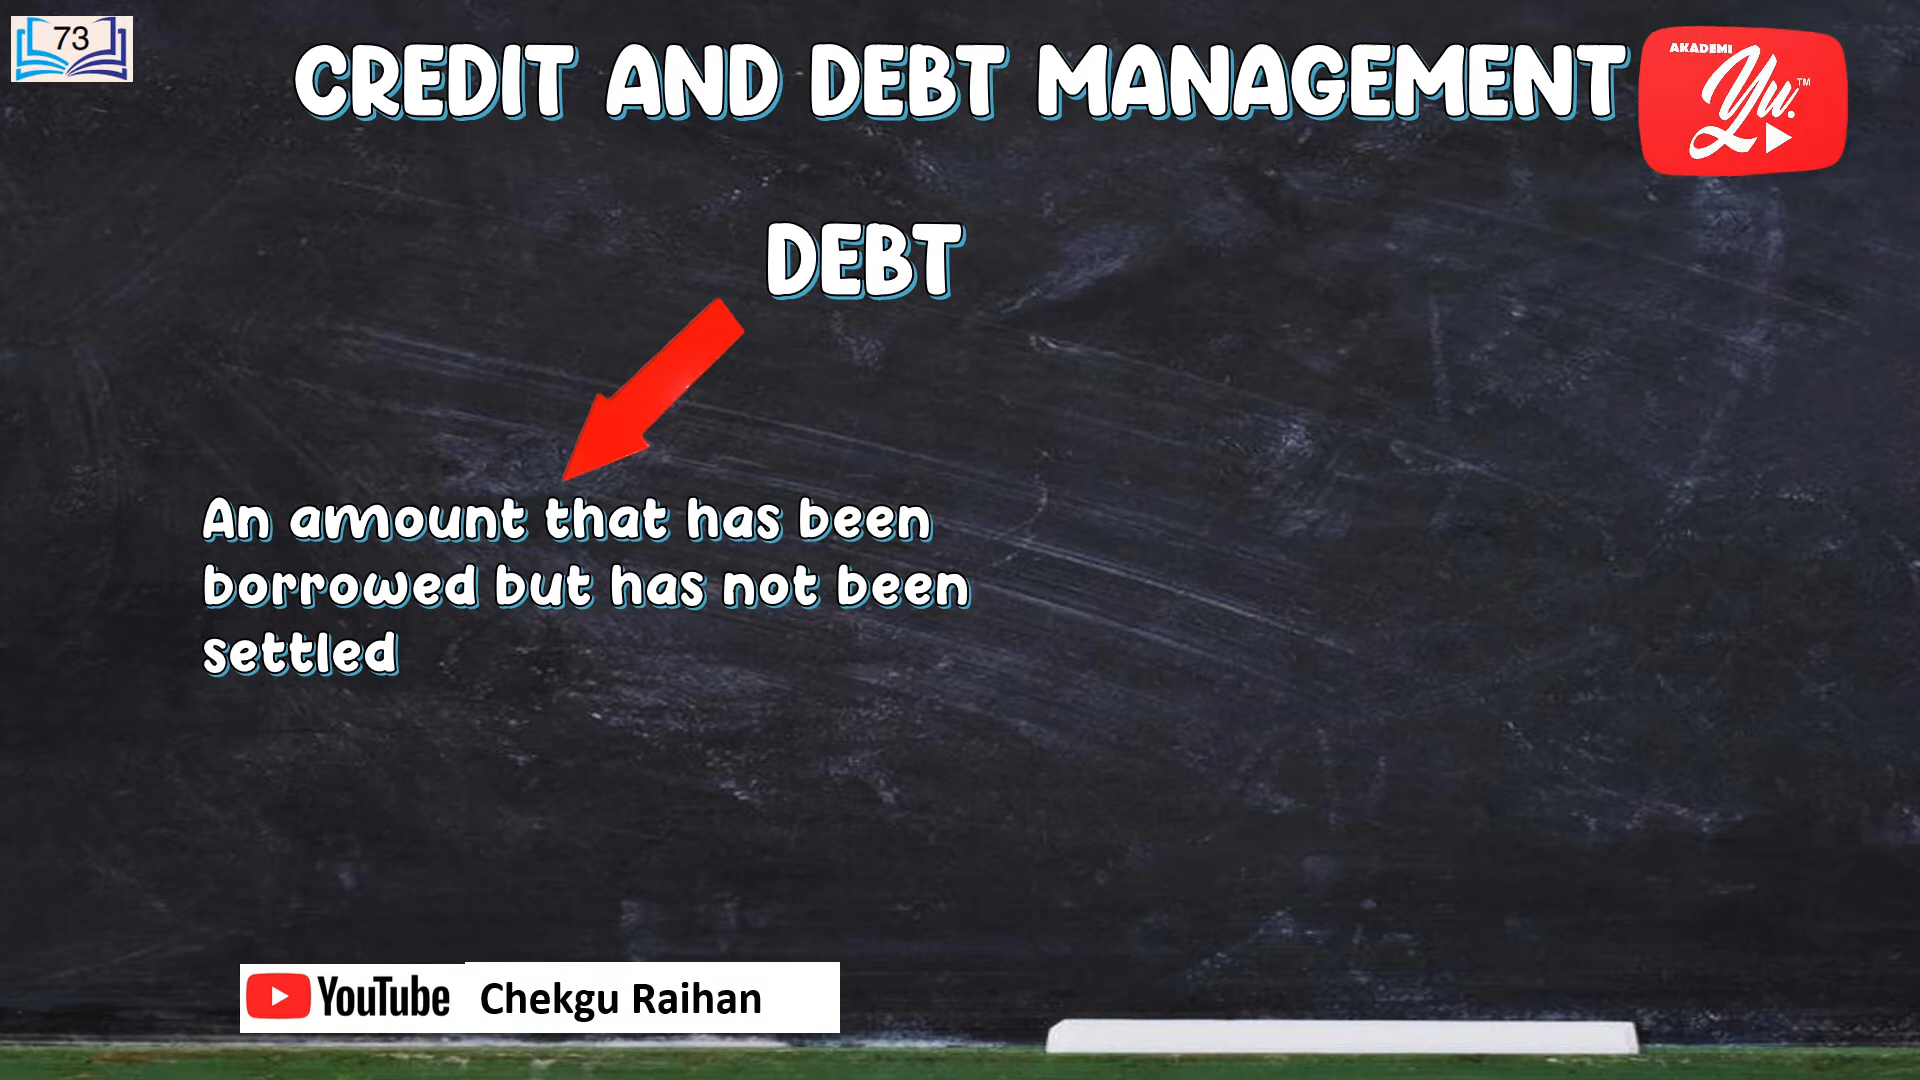 73
CREDIT AND DEBT MANAGEMENT
AKADEMI
Yu.™
DEBT
An amount that has been
borrowed but has not been
settled
YouTube Chekgu Raihan